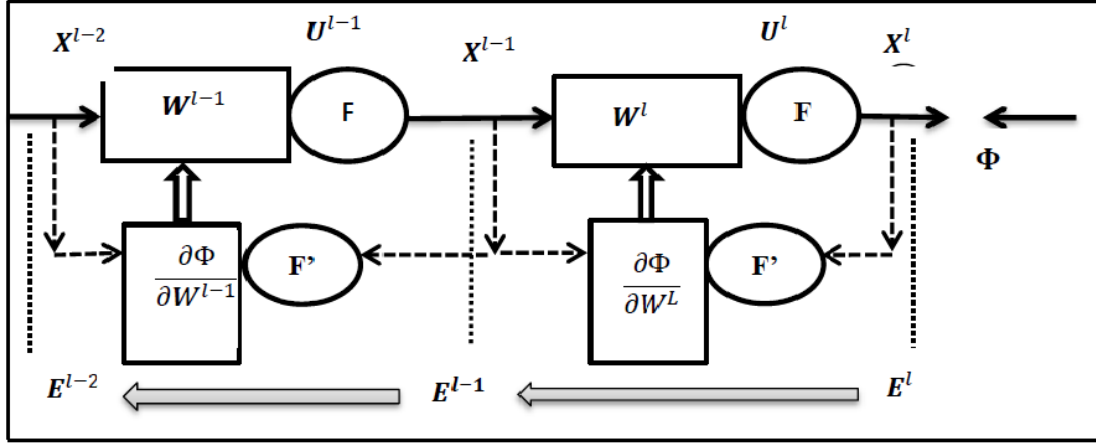 X^{l-2} U^{l-1} X^{l-1} U^l X^l
W^{l-1} F W^l F Φ
∂Φ/∂W^{l-1} F’ ∂Φ/∂W^L F’
E^{l-2} E^{l-1} E^l